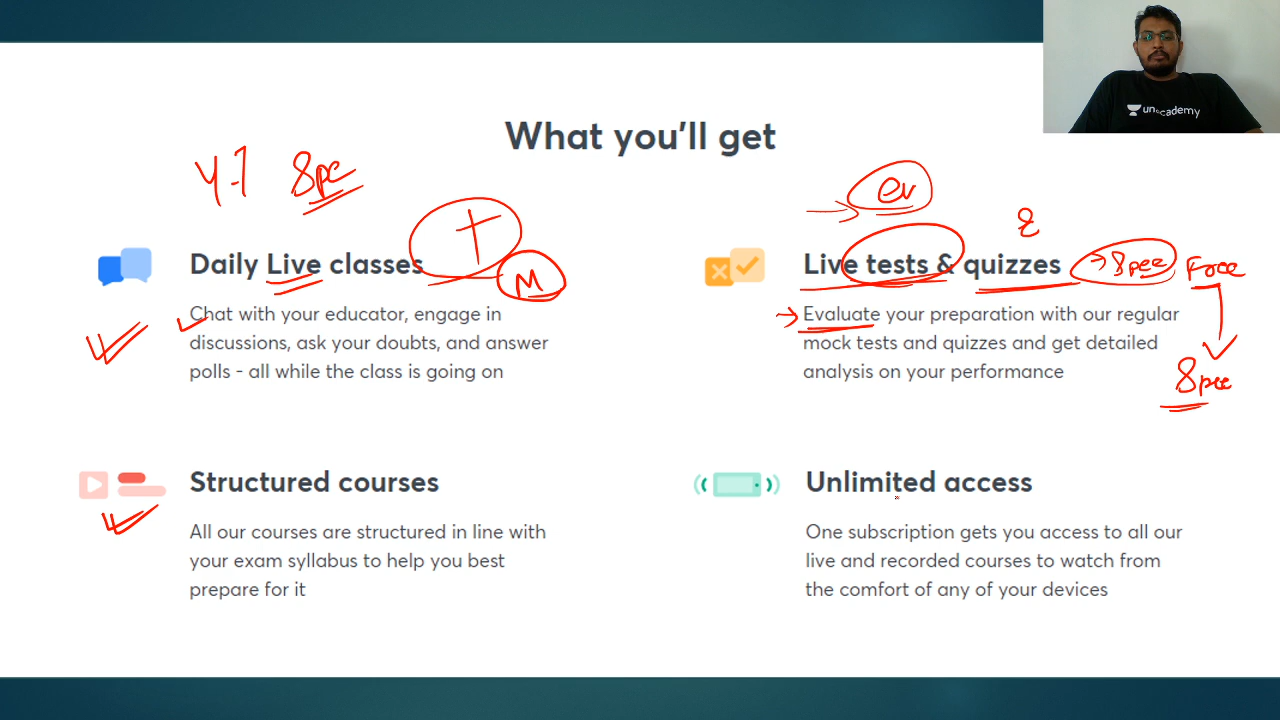 unacademy
What you'll get
Spe
ev
Daily Live classes
T
M
Chat with your educator, engage in
discussions, ask your doubts, and answer
polls - all while the class is going on
Live tests & quizzes
Free
Evaluate your preparation with our regular
mock tests and quizzes and get detailed
analysis on your performance
Structured courses
All our courses are structured in line with
your exam syllabus to help you best
prepare for it
Unlimited access
One subscription gets you access to all our
live and recorded courses to watch from
the comfort of any of your devices